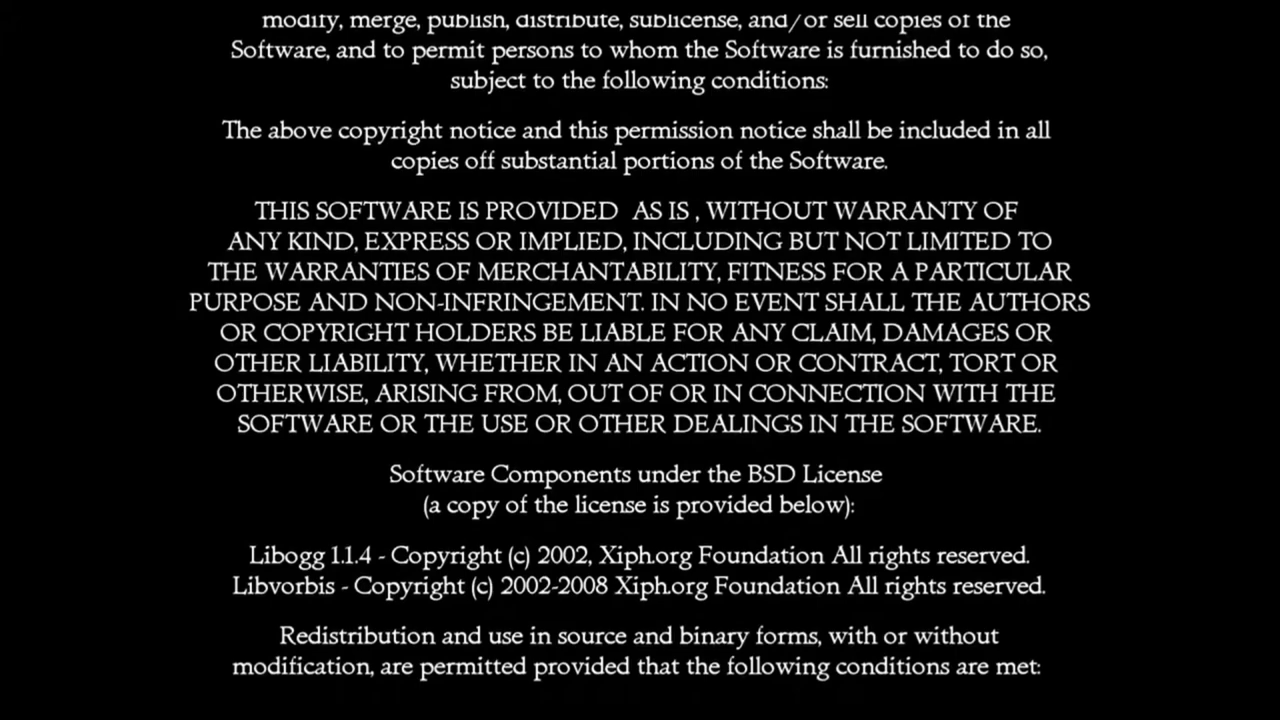 modify, merge, publish, distribute, sublicense, and/or sell copies of the
Software, and to permit persons to whom the Software is furnished to do so,
subject to the following conditions:
The above copyright notice and this permission notice shall be included in all
copies off substantial portions of the Software.
THIS SOFTWARE IS PROVIDED  AS IS , WITHOUT WARRANTY OF
ANY KIND, EXPRESS OR IMPLIED, INCLUDING BUT NOT LIMITED TO
THE WARRANTIES OF MERCHANTABILITY, FITNESS FOR A PARTICULAR
PURPOSE AND NON-INFRINGEMENT. IN NO EVENT SHALL THE AUTHORS
OR COPYRIGHT HOLDERS BE LIABLE FOR ANY CLAIM, DAMAGES OR
OTHER LIABILITY, WHETHER IN AN ACTION OR CONTRACT, TORT OR
OTHERWISE, ARISING FROM, OUT OF OR IN CONNECTION WITH THE
SOFTWARE OR THE USE OR OTHER DEALINGS IN THE SOFTWARE.
Software Components under the BSD License
(a copy of the license is provided below):
Libogg 1.1.4 - Copyright (c) 2002, Xiph.org Foundation All rights reserved.
Libvorbis - Copyright (c) 2002-2008 Xiph.org Foundation All rights reserved.
Redistribution and use in source and binary forms, with or without
modification, are permitted provided that the following conditions are met: